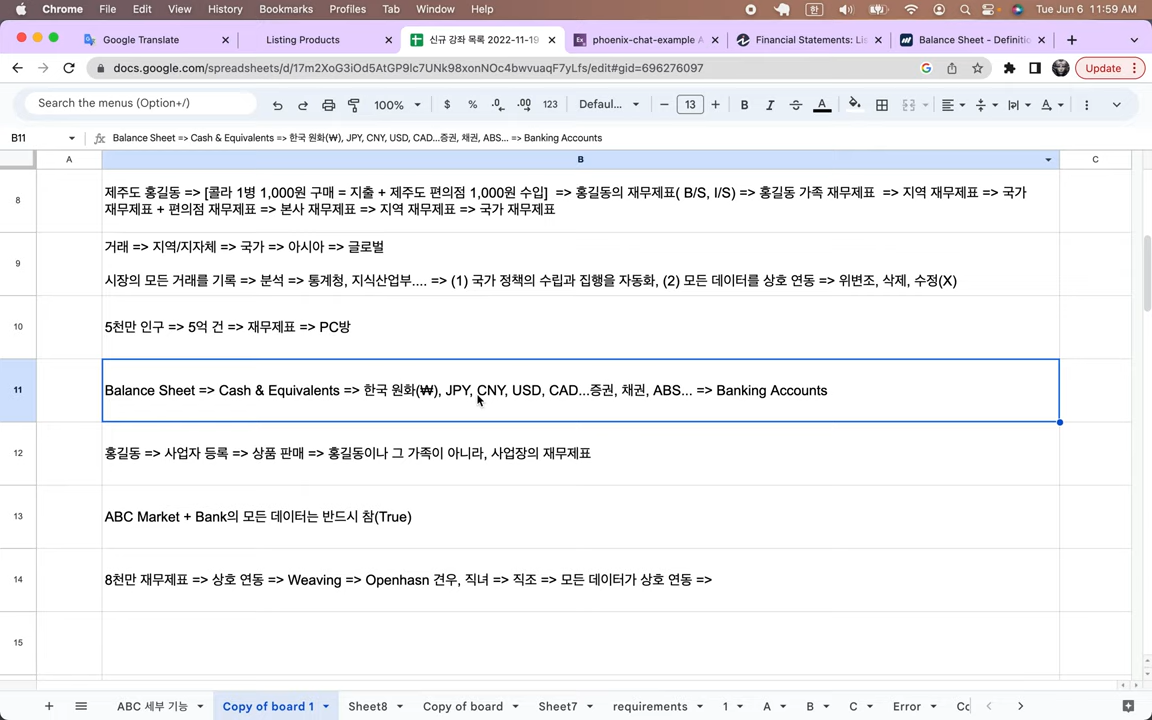 Chrome File Edit View History Bookmarks Profiles Tab Window Help 한 Tue Jun 6 11:59 AM
Google Translate Listing Products 신규 강좌 목록 2022-11-19 phoenix-chat-example A Financial Statements: Lis Balance Sheet - Definitio
docs.google.com/spreadsheets/d/17m2XoG3iOd5AtGP9lc7UNk98xonNOc4bwvuaqF7yLfs/edit#gid=696276097 Update
Search the menus (Option+/) 100% $ % .0 .00 123 Defaul... 13 B I S A
B11 fx Balance Sheet => Cash & Equivalents => 한국 원화(₩), JPY, CNY, USD, CAD...증권, 채권, ABS... => Banking Accounts
A B C
8 제주도 홍길동 => [콜라 1병 1,000원 구매 = 지출 + 제주도 편의점 1,000원 수입] => 홍길동의 재무제표( B/S, I/S) => 홍길동 가족 재무제표 => 지역 재무제표 => 국가
재무제표 + 편의점 재무제표 => 본사 재무제표 => 지역 재무제표 => 국가 재무제표
거래 => 지역/지자체 => 국가 => 아시아 => 글로벌
9
시장의 모든 거래를 기록 => 분석 => 통계청, 지식산업부.... => (1) 국가 정책의 수립과 집행을 자동화, (2) 모든 데이터를 상호 연동 => 위변조, 삭제, 수정(X)
10 5천만 인구 => 5억 건 => 재무제표 => PC방
11 Balance Sheet => Cash & Equivalents => 한국 원화(₩), JPY, CNY, USD, CAD...증권, 채권, ABS... => Banking Accounts
12 홍길동 => 사업자 등록 => 상품 판매 => 홍길동이나 그 가족이 아니라, 사업장의 재무제표
13 ABC Market + Bank의 모든 데이터는 반드시 참(True)
14 8천만 재무제표 => 상호 연동 => Weaving => Openhasn 견우, 직녀 => 직조 => 모든 데이터가 상호 연동 =>
15
ABC 세부 기능 Copy of board 1 Sheet8 Copy of board Sheet7 requirements 1 A B C Error Co